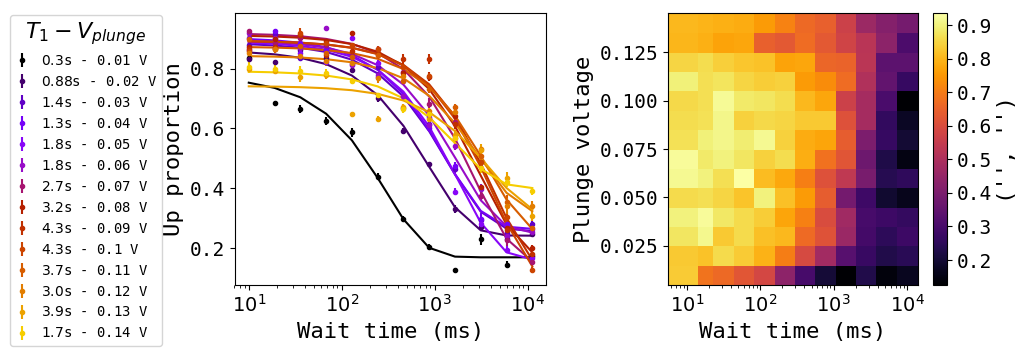 T₁ − V_plunge
0.3s - 0.01 V
0.88s - 0.02 V
1.4s - 0.03 V
1.3s - 0.04 V
1.8s - 0.05 V
1.8s - 0.06 V
2.7s - 0.07 V
3.2s - 0.08 V
4.3s - 0.09 V
4.3s - 0.1 V
3.7s - 0.11 V
3.0s - 0.12 V
3.9s - 0.13 V
1.7s - 0.14 V
Up proportion
0.8
0.6
0.4
0.2
10¹ 10² 10³ 10⁴
Wait time (ms)
Plunge voltage
0.125
0.100
0.075
0.050
0.025
10¹ 10² 10³ 10⁴
Wait time (ms)
0.9
0.8
0.7
0.6
0.5
0.4
0.3
0.2
('', '')